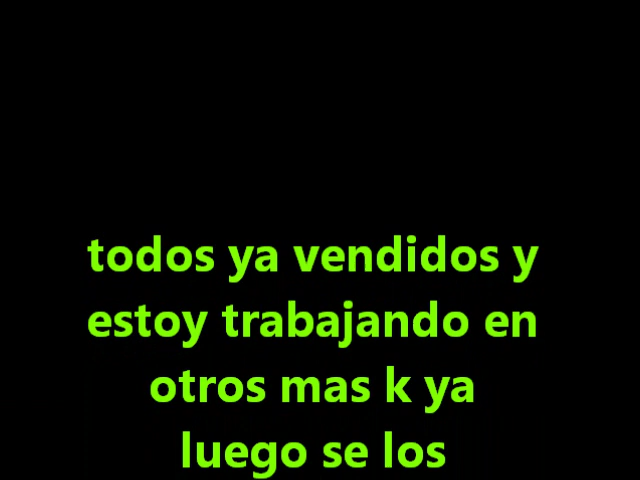 todos ya vendidos y
estoy trabajando en
otros mas k ya
luego se los